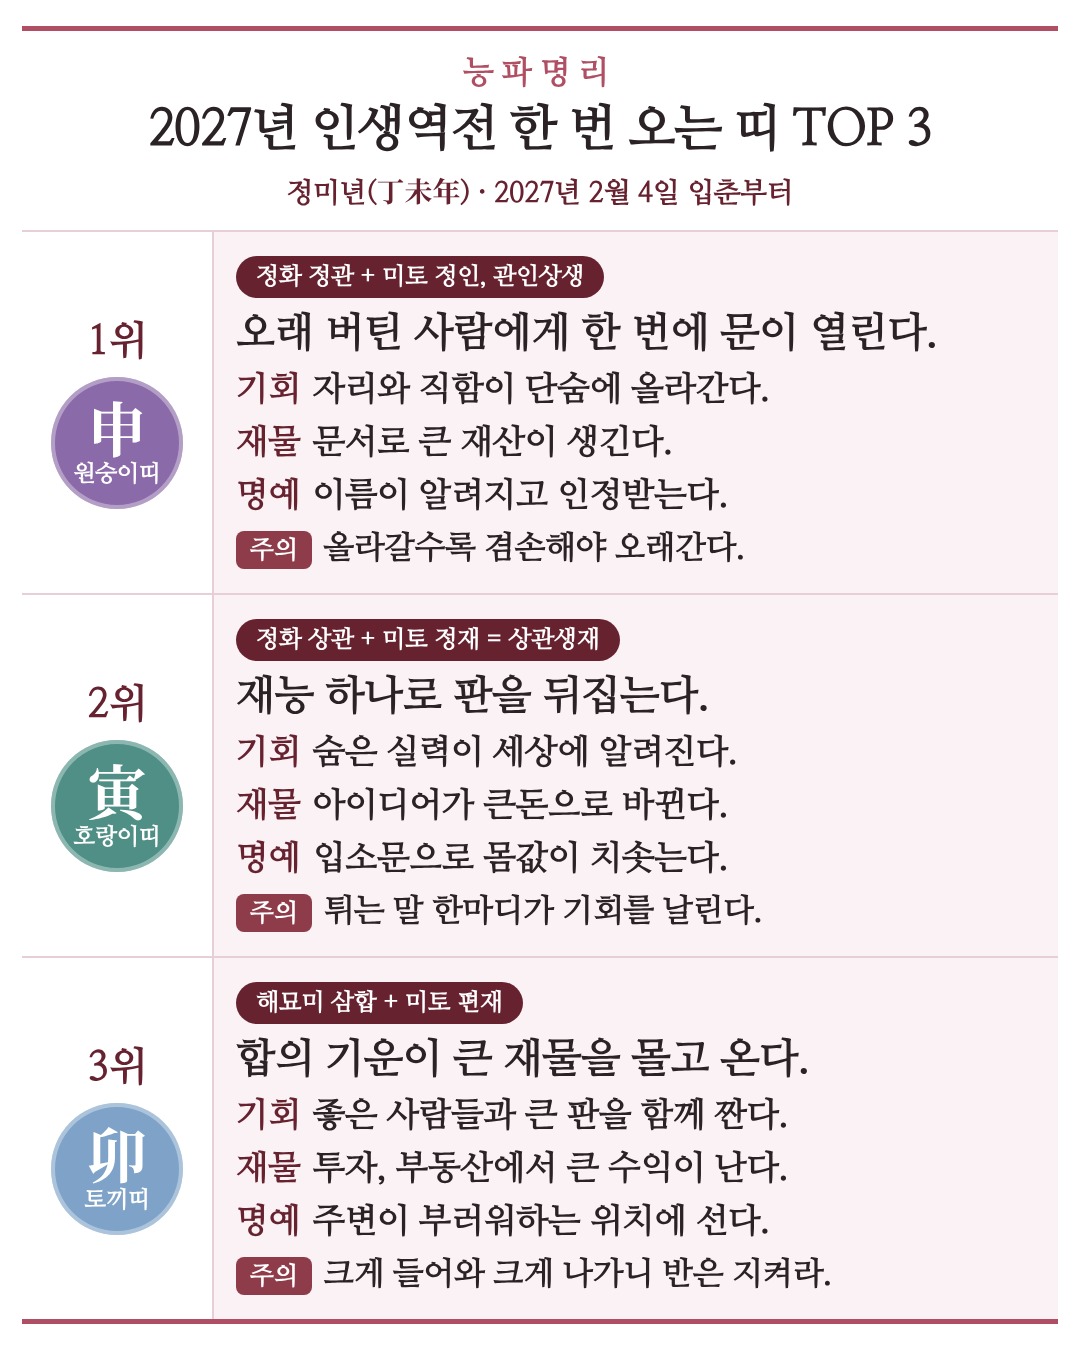 능파명리
2027년 인생역전 한 번 오는 띠 TOP 3
정미년(丁未年) · 2027년 2월 4일 입춘부터
1위
申
원숭이띠
정화 정관 + 미토 정인, 관인상생
오래 버틴 사람에게 한 번에 문이 열린다.
기회 자리와 직함이 단숨에 올라간다.
재물 문서로 큰 재산이 생긴다.
명예 이름이 알려지고 인정받는다.
주의 올라갈수록 겸손해야 오래간다.
2위
寅
호랑이띠
정화 상관 + 미토 정재 = 상관생재
재능 하나로 판을 뒤집는다.
기회 숨은 실력이 세상에 알려진다.
재물 아이디어가 큰돈으로 바뀐다.
명예 입소문으로 몸값이 치솟는다.
주의 튀는 말 한마디가 기회를 날린다.
3위
卯
토끼띠
해묘미 삼합 + 미토 편재
합의 기운이 큰 재물을 몰고 온다.
기회 좋은 사람들과 큰 판을 함께 짠다.
재물 투자, 부동산에서 큰 수익이 난다.
명예 주변이 부러워하는 위치에 선다.
주의 크게 들어와 크게 나가니 반은 지켜라.